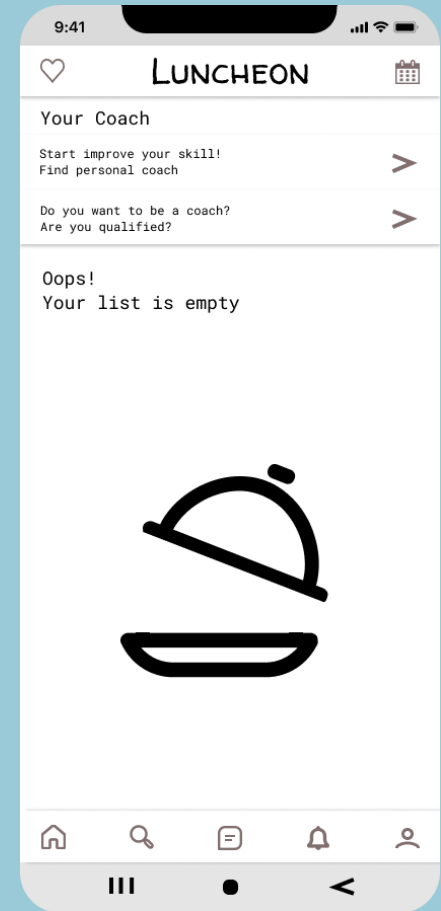 9:41
LUNCHEON
Your Coach
Start improve your skill!
Find personal coach
Do you want to be a coach?
Are you qualified?
Oops!
Your list is empty